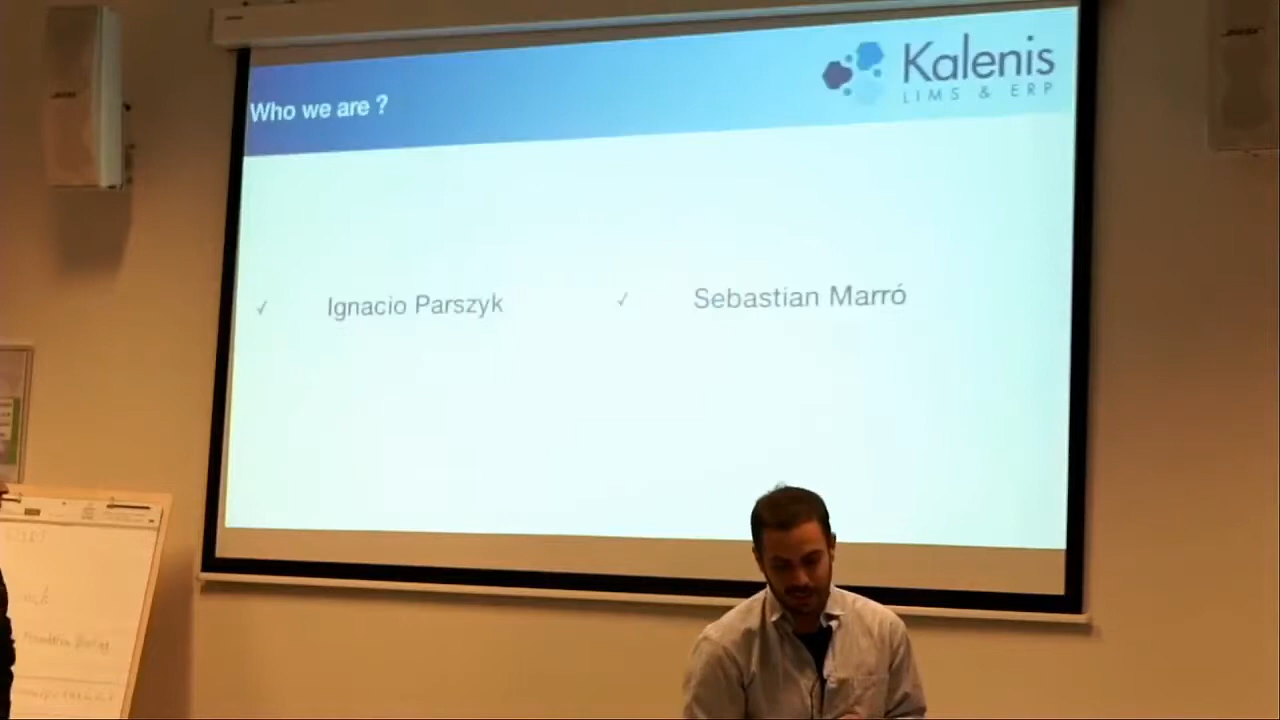 Who we are ?
Kalenis
LIMS & ERP
✓ Ignacio Parszyk
✓ Sebastian Marró